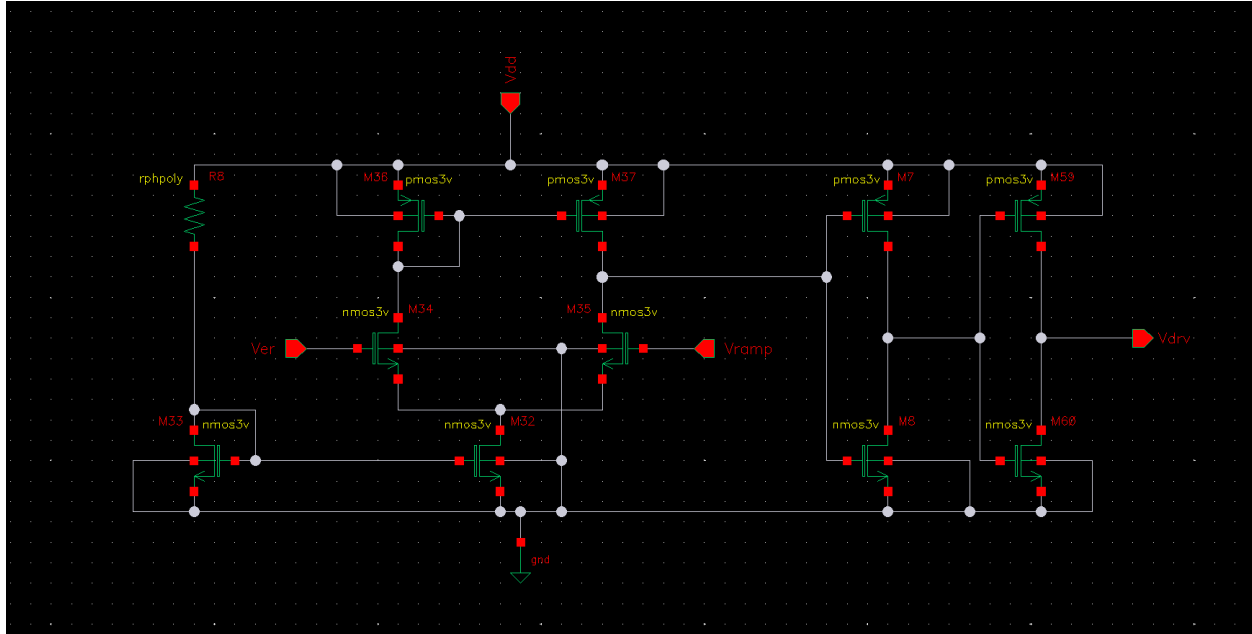 Vdd
rphpoly R8
M36 pmos3v
pmos3v M37
M7 pmos3v
M59 pmos3v
nmos3v M34
M35 nmos3v
Ver
Vramp
Vdrv
M33 nmos3v
nmos3v M32
nmos3v M8
nmos3v M60
gnd